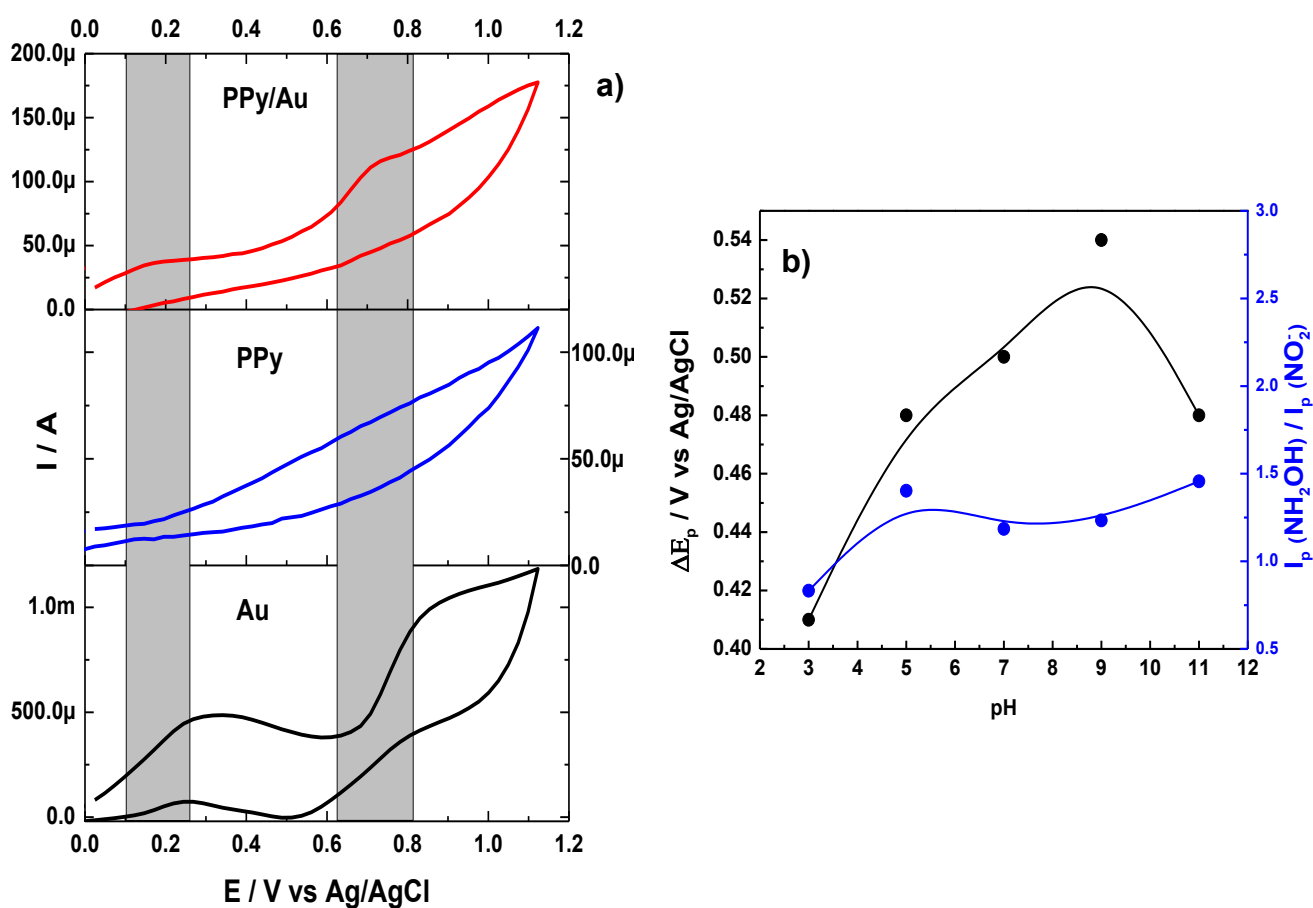 0.0 0.2 0.4 0.6 0.8 1.0 1.2
a)
PPy/Au
200.0µ
150.0µ
100.0µ
50.0µ
0.0
PPy
100.0µ
50.0µ
0.0
Au
1.0m
500.0µ
0.0
I / A
0.0 0.2 0.4 0.6 0.8 1.0 1.2
E / V vs Ag/AgCl
b)
0.54
0.52
0.50
0.48
0.46
0.44
0.42
0.40
ΔEp / V vs Ag/AgCl
3.0
2.5
2.0
1.5
1.0
0.5
Ip (NH2OH) / Ip (NO2-)
2 3 4 5 6 7 8 9 10 11 12
pH